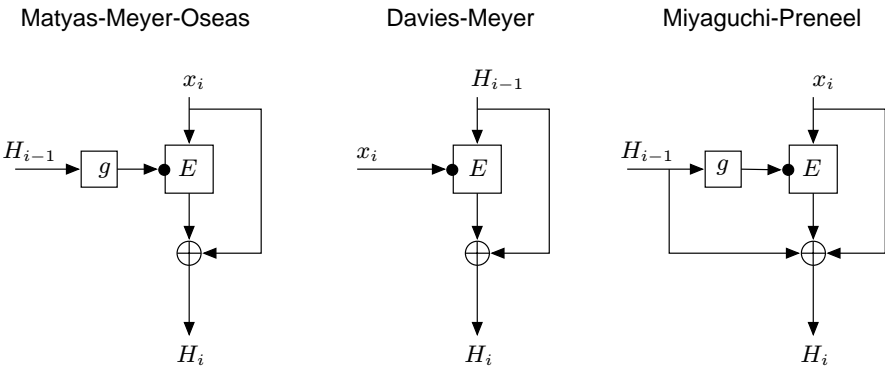 Matyas-Meyer-Oseas
Davies-Meyer
Miyaguchi-Preneel
x_i
H_{i−1}
x_i
H_{i−1}
g
E
x_i
E
H_{i−1}
g
E
H_i
H_i
H_i